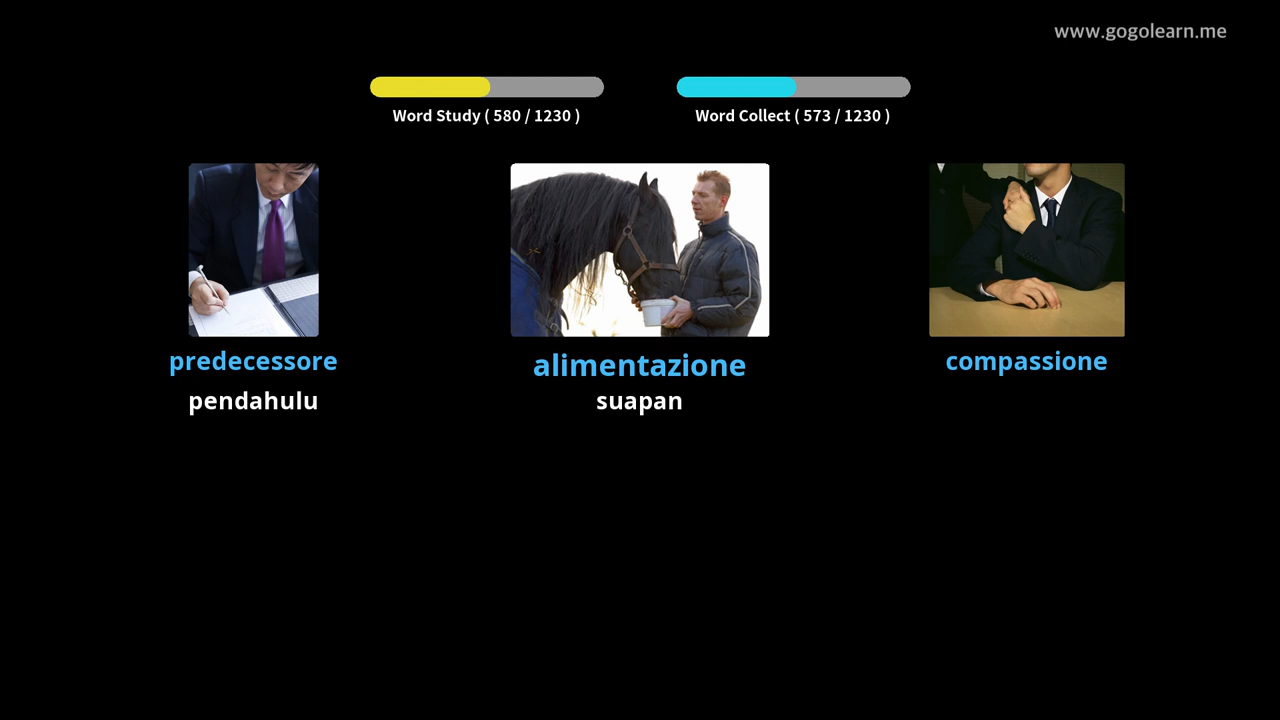 www.gogolearn.me
Word Study ( 580 / 1230 )
Word Collect ( 573 / 1230 )
predecessore
pendahulu
alimentazione
suapan
compassione